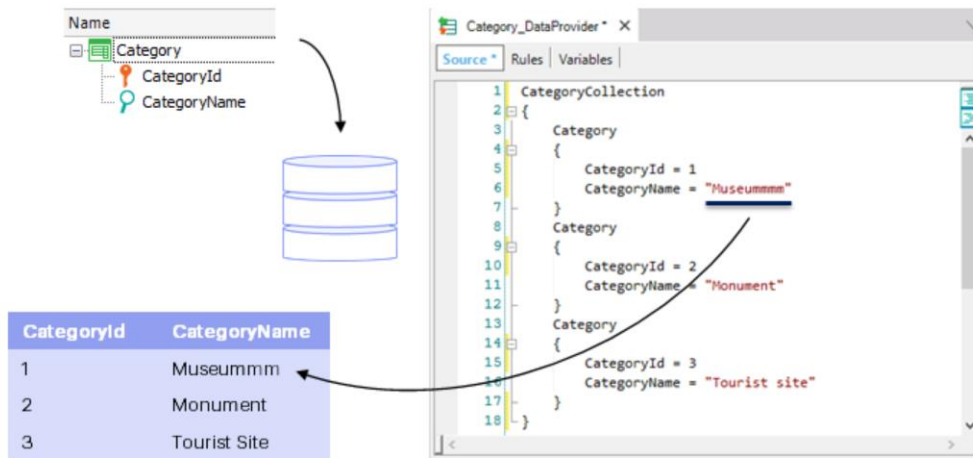 Name
Category
CategoryId
CategoryName
Category_DataProvider * X
Source * Rules Variables
1 CategoryCollection
2 {
3 Category
4 {
5 CategoryId = 1
6 CategoryName = "Museummmm"
7 }
8 Category
9 {
10 CategoryId = 2
11 CategoryName = "Monument"
12 }
13 Category
14 {
15 CategoryId = 3
16 CategoryName = "Tourist site"
17 }
18 }
CategoryId CategoryName
1 Museummm
2 Monument
3 Tourist Site